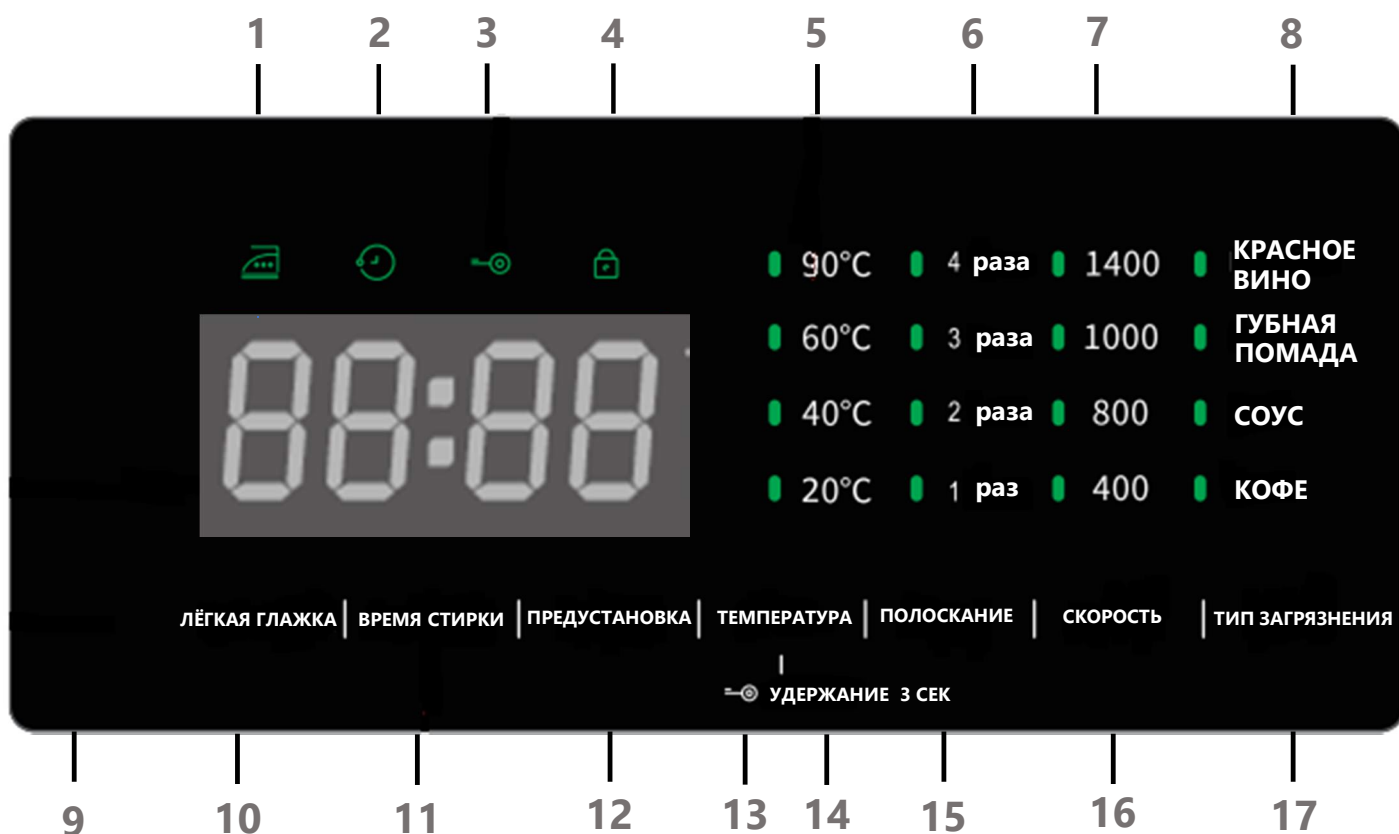 1 2 3 4 5 6 7 8
90°C 4 раза 1400 КРАСНОЕ
ВИНО
60°C 3 раза 1000 ГУБНАЯ
ПОМАДА
88:88
40°C 2 раза 800 СОУС
20°C 1 раз 400 КОФЕ
ЛЁГКАЯ ГЛАЖКА ВРЕМЯ СТИРКИ ПРЕДУСТАНОВКА ТЕМПЕРАТУРА ПОЛОСКАНИЕ СКОРОСТЬ ТИП ЗАГРЯЗНЕНИЯ
УДЕРЖАНИЕ 3 СЕК
9 10 11 12 13 14 15 16 17